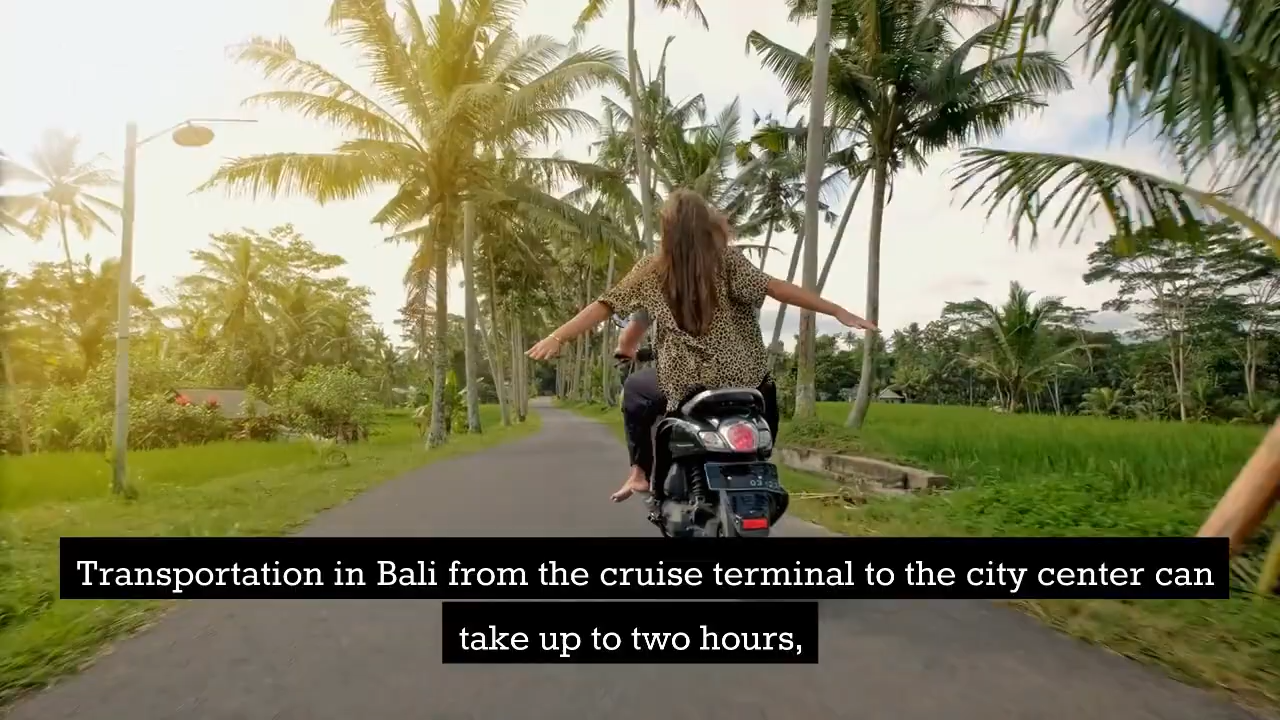 Transportation in Bali from the cruise terminal to the city center can
take up to two hours,